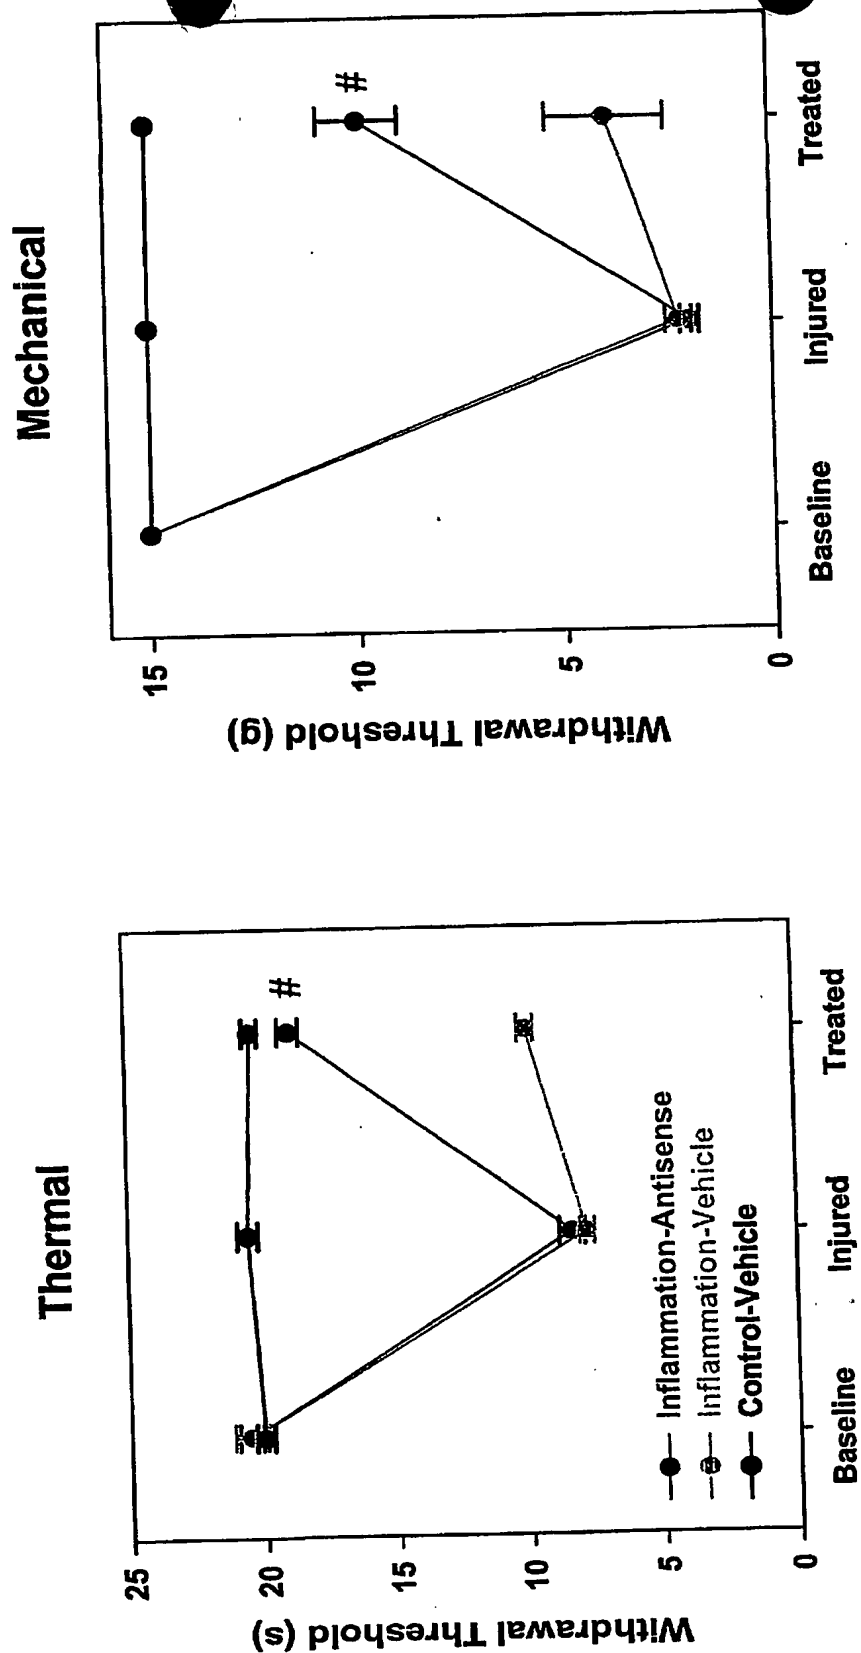 Thermal
Withdrawal Threshold (s)
25
20
15
10
5
0
#
Inflammation-Antisense
Inflammation-Vehicle
Control-Vehicle
Baseline
Injured
Treated
Mechanical
Withdrawal Threshold (g)
15
10
5
0
#
Baseline
Injured
Treated